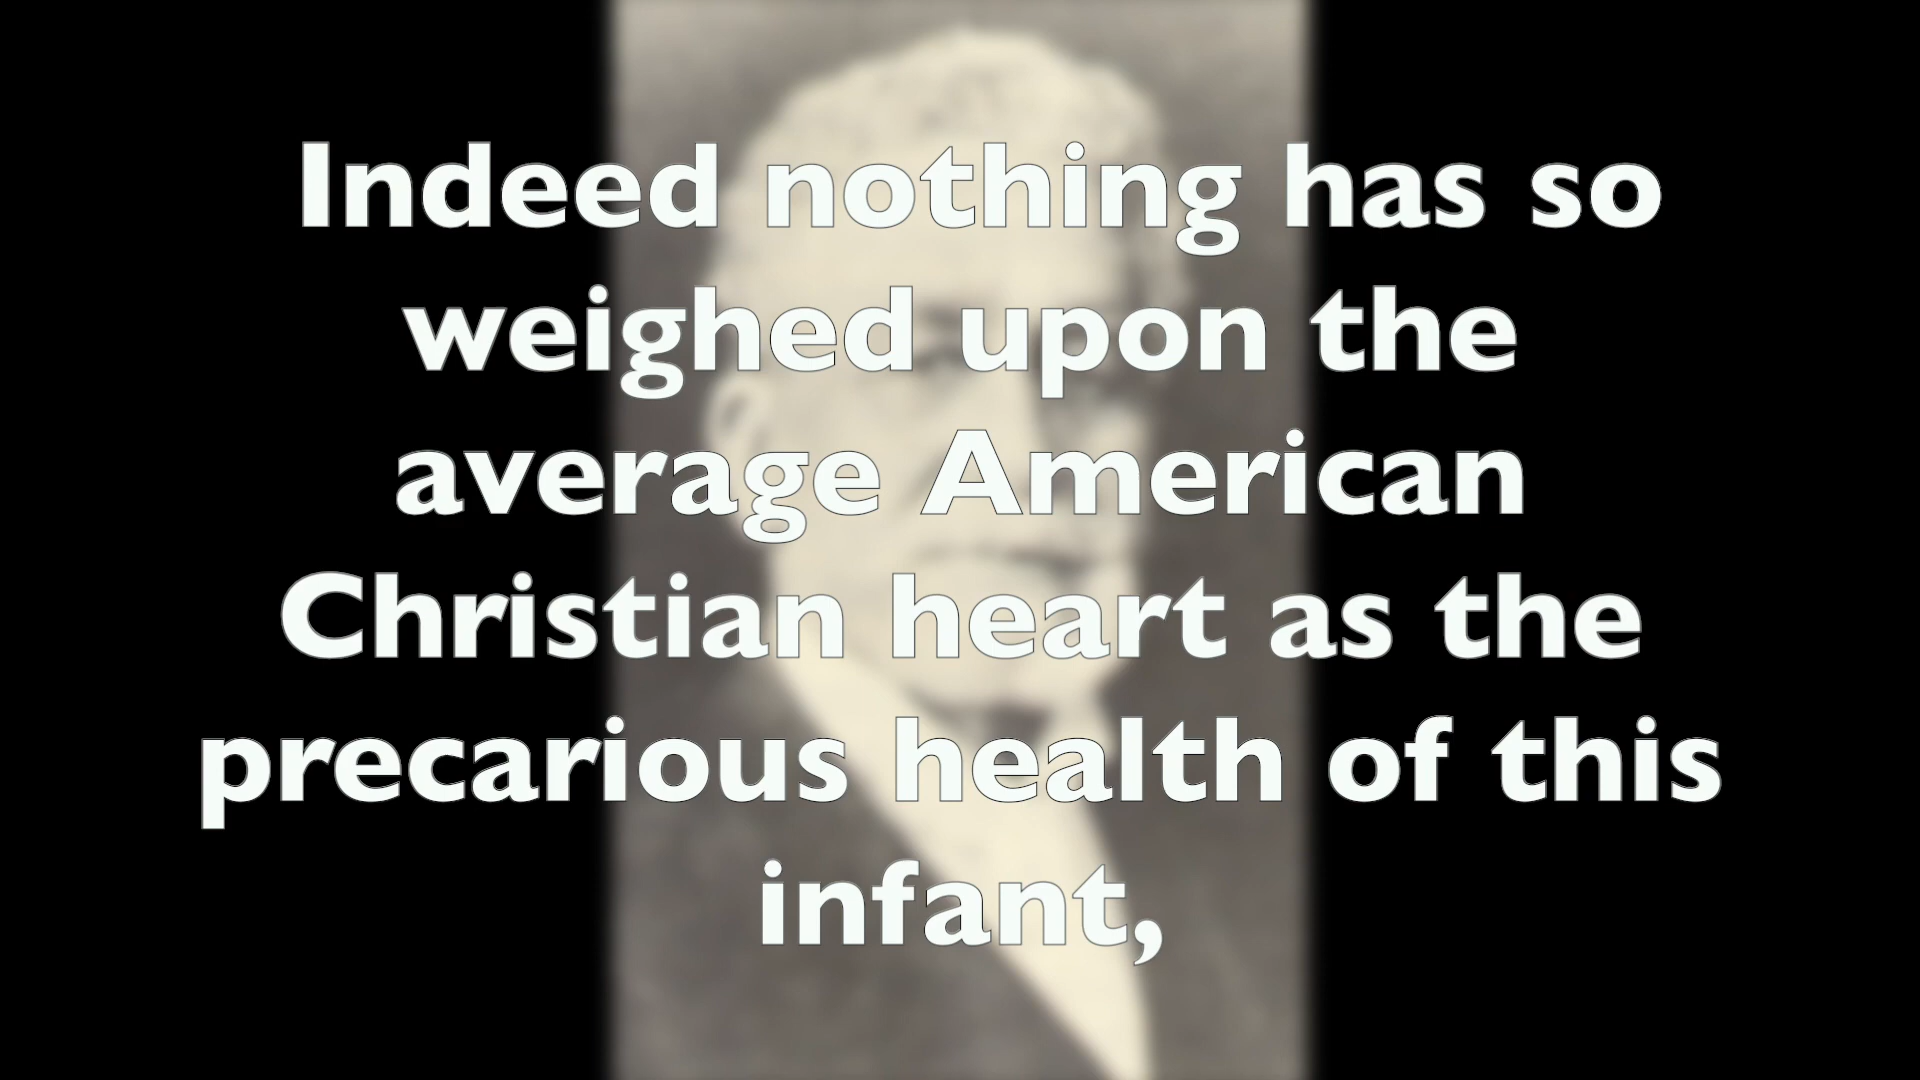 Indeed nothing has so
weighed upon the
average American
Christian heart as the
precarious health of this
infant,